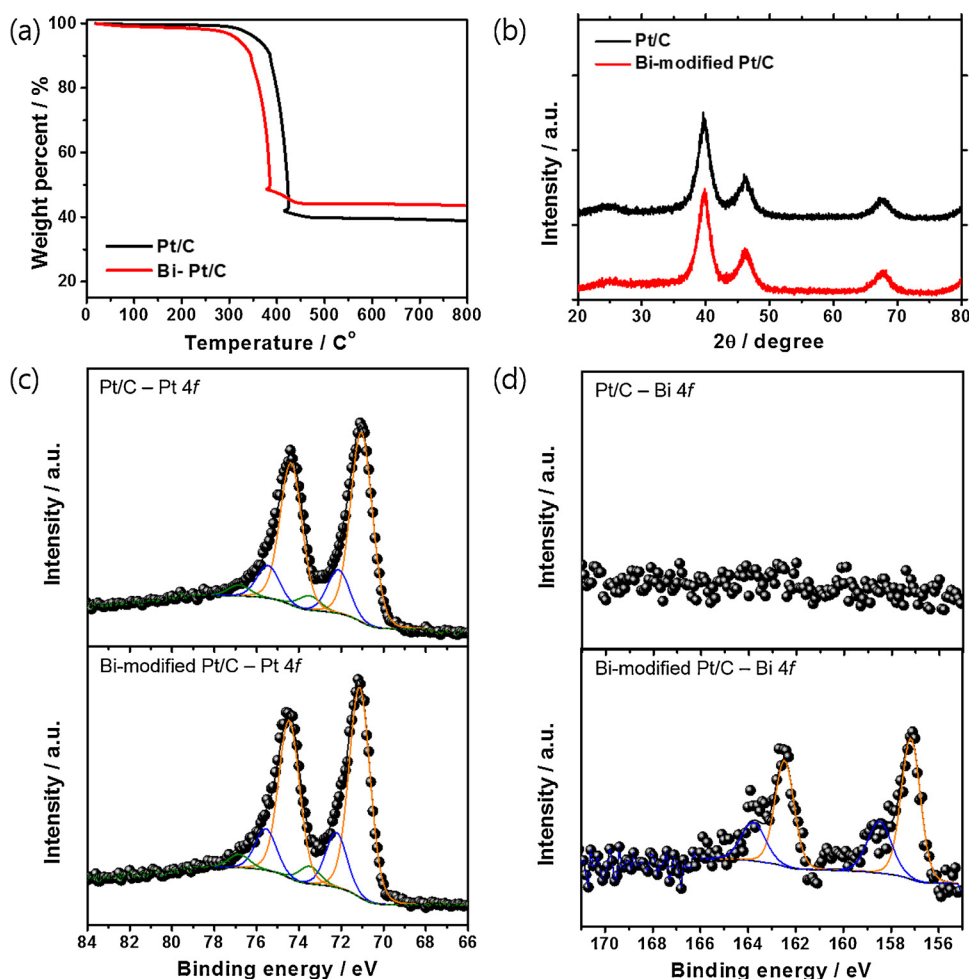 (a)
100
80
60
40
20
Weight percent / %
Pt/C
Bi- Pt/C
0 100 200 300 400 500 600 700 800
Temperature / C°
(b)
Pt/C
Bi-modified Pt/C
Intensity / a.u.
20 30 40 50 60 70 80
2θ / degree
(c)
Pt/C – Pt 4f
Intensity / a.u.
Bi-modified Pt/C – Pt 4f
Intensity / a.u.
84 82 80 78 76 74 72 70 68 66
Binding energy / eV
(d)
Pt/C – Bi 4f
Intensity / a.u.
Bi-modified Pt/C – Bi 4f
Intensity / a.u.
170 168 166 164 162 160 158 156
Binding energy / eV